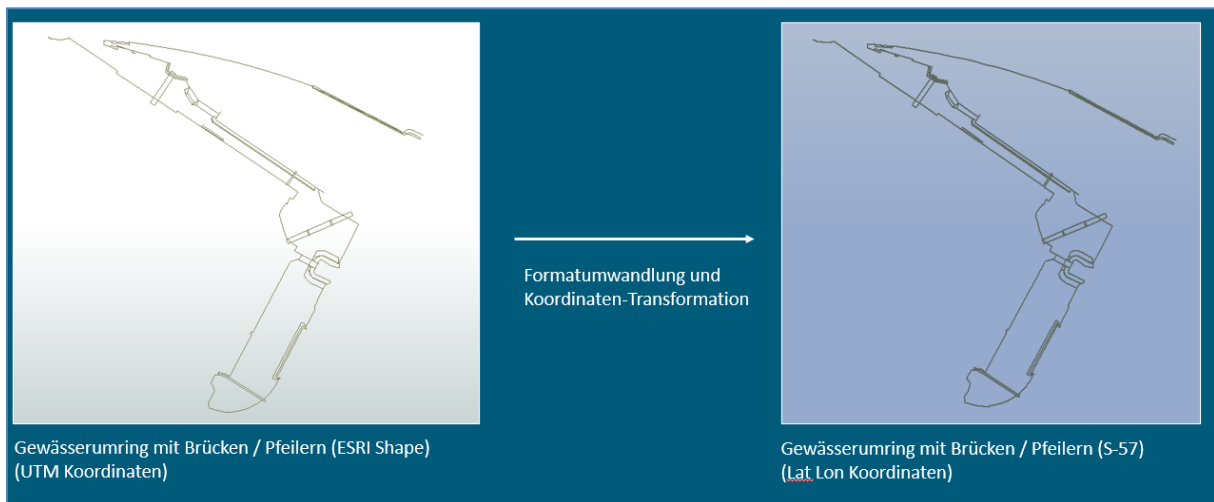 Formatumwandlung und
Koordinaten-Transformation
Gewässerumring mit Brücken / Pfeilern (ESRI Shape)
(UTM Koordinaten)
Gewässerumring mit Brücken / Pfeilern (S-57)
(Lat Lon Koordinaten)